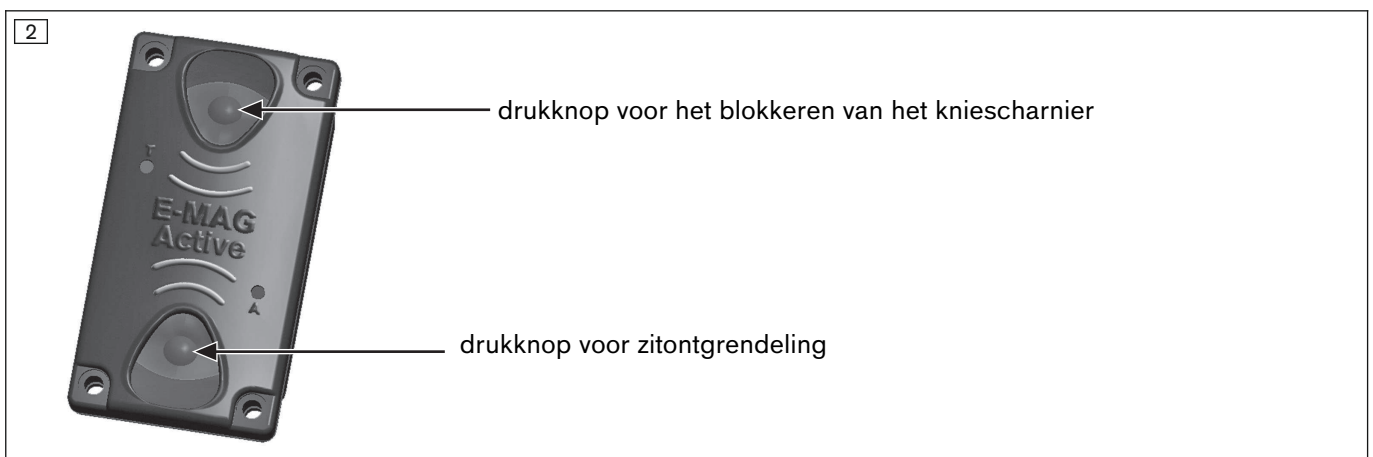 2
drukknop voor het blokkeren van het kniescharnier
T
E-MAG
Active
A
drukknop voor zitontgrendeling